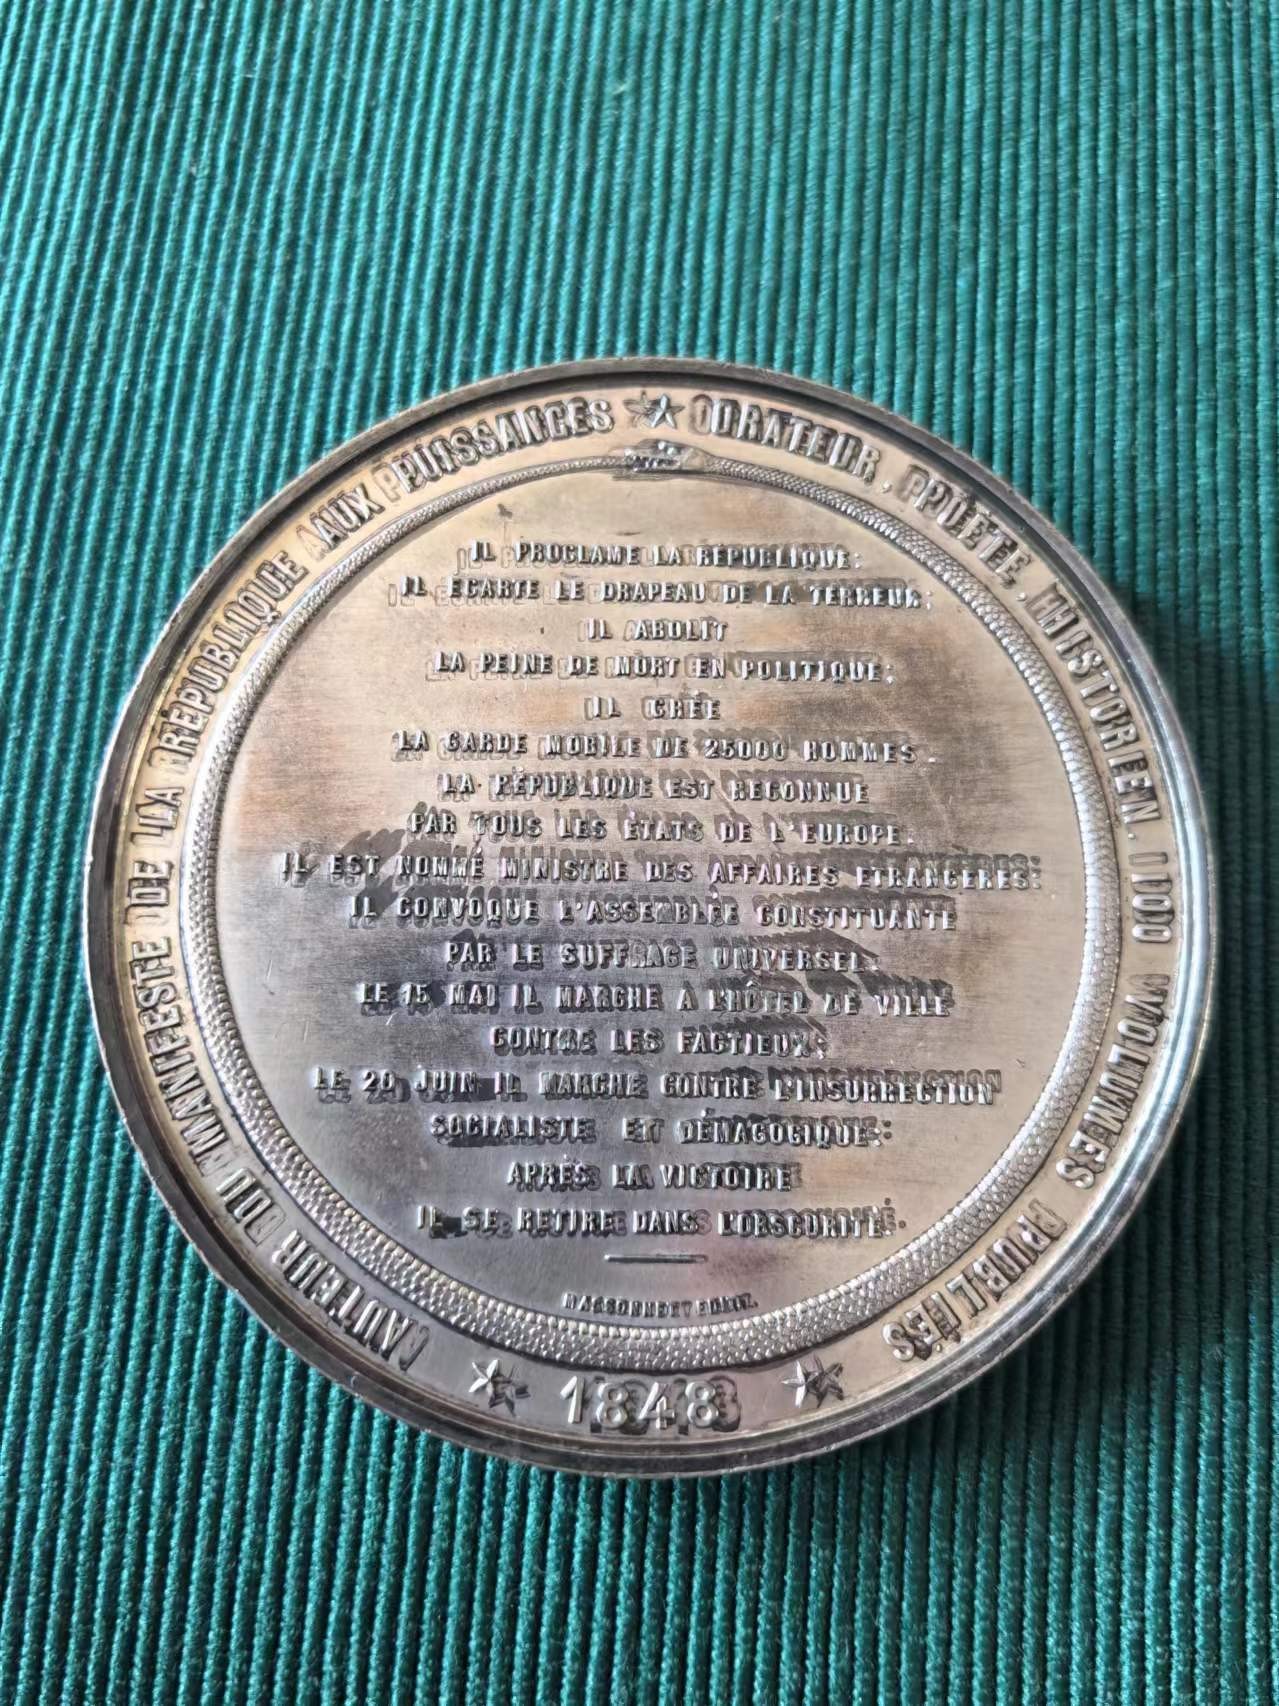 AUTEUR DU MANIFESTE DE LA RÉPUBLIQUE AUX PUISSANCES ★ ORATEUR, POËTE, HISTORIEN. 100 VOLUMES PUBLIÉS
IL PROCLAME LA RÉPUBLIQUE;
IL ÉCARTE LE DRAPEAU DE LA TERREUR;
IL ABOLIT
LA PEINE DE MORT EN POLITIQUE;
IL CRÉE
LA GARDE MOBILE DE 25000 HOMMES.
LA RÉPUBLIQUE EST RECONNUE
PAR TOUS LES ÉTATS DE L'EUROPE.
IL EST NOMMÉ MINISTRE DES AFFAIRES ETRANGÈRES:
IL CONVOQUE L'ASSEMBLÉE CONSTITUANTE
PAR LE SUFFRAGE UNIVERSEL.
LE 15 MAI IL MARCHE A L'HÔTEL DE VILLE
CONTRE LES FACTIEUX;
LE 20 JUIN IL MARCHE CONTRE L'INSURRECTION
SOCIALISTE ET DÉMAGOGIQUE:
APRÈS LA VICTOIRE
IL SE RETIRE DANS L'OBSCURITÉ.
★ 1848 ★